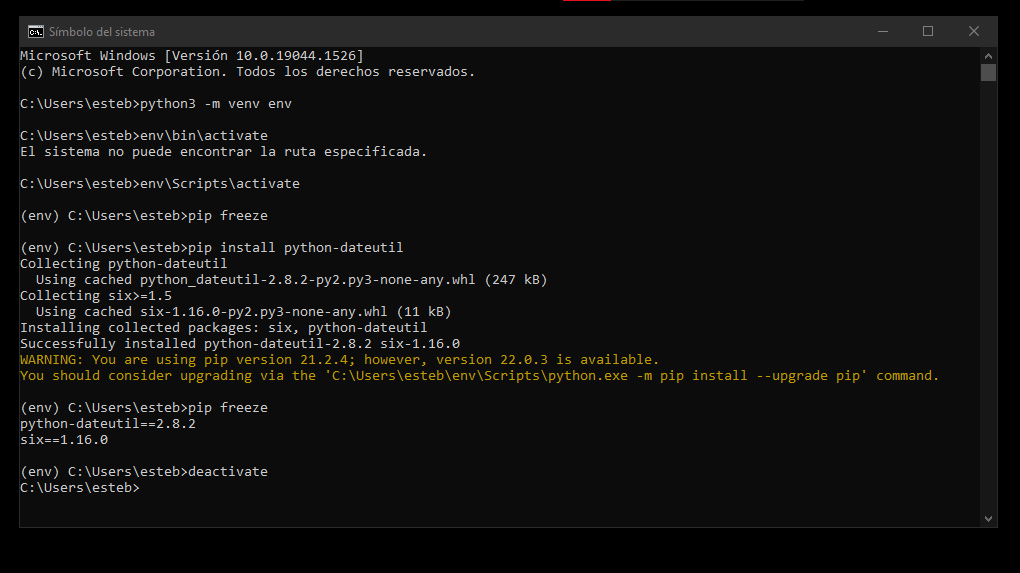 Símbolo del sistema
Microsoft Windows [Versión 10.0.19044.1526]
(c) Microsoft Corporation. Todos los derechos reservados.
C:\Users\esteb>python3 -m venv env
C:\Users\esteb>env\bin\activate
El sistema no puede encontrar la ruta especificada.
C:\Users\esteb>env\Scripts\activate
(env) C:\Users\esteb>pip freeze
(env) C:\Users\esteb>pip install python-dateutil
Collecting python-dateutil
  Using cached python_dateutil-2.8.2-py2.py3-none-any.whl (247 kB)
Collecting six>=1.5
  Using cached six-1.16.0-py2.py3-none-any.whl (11 kB)
Installing collected packages: six, python-dateutil
Successfully installed python-dateutil-2.8.2 six-1.16.0
WARNING: You are using pip version 21.2.4; however, version 22.0.3 is available.
You should consider upgrading via the 'C:\Users\esteb\env\Scripts\python.exe -m pip install --upgrade pip' command.
(env) C:\Users\esteb>pip freeze
python-dateutil==2.8.2
six==1.16.0
(env) C:\Users\esteb>deactivate
C:\Users\esteb>